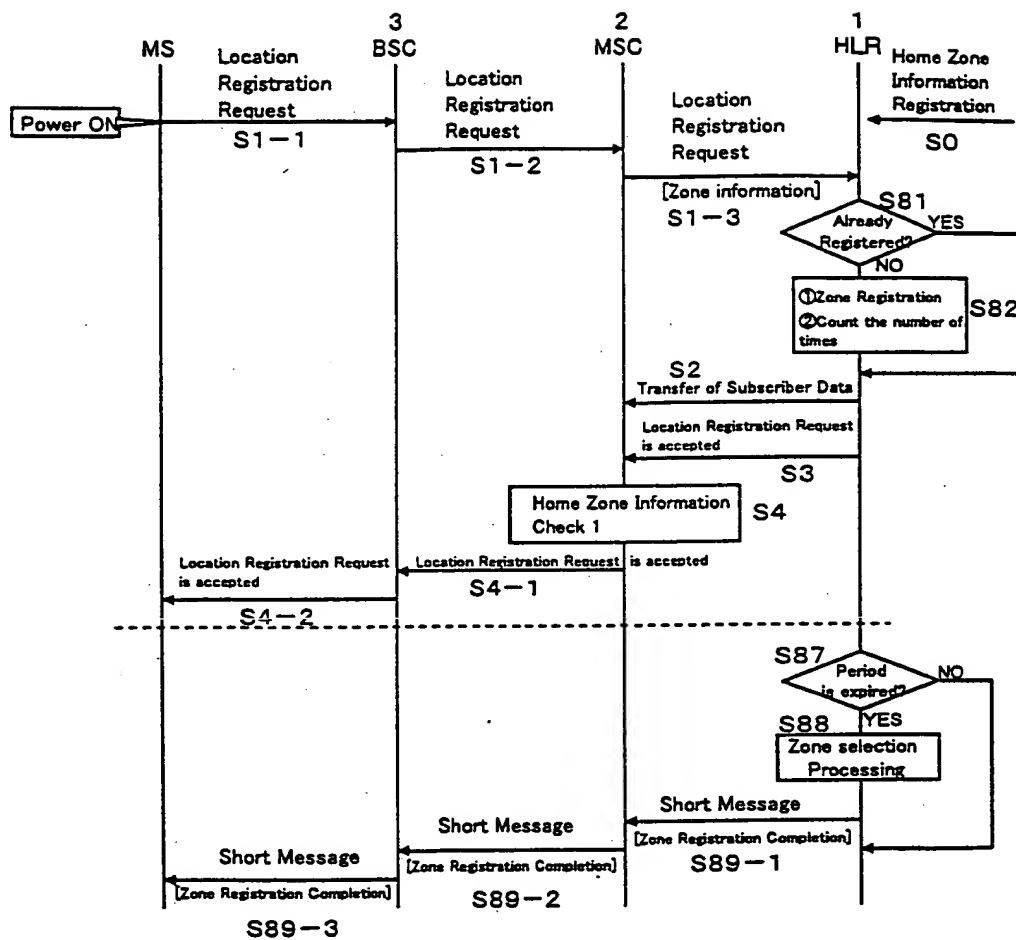 3
2
1
MS
BSC
MSC
HLR
Location
Registration
Request
Location
Registration
Request
Location
Registration
Request
Home Zone
Information
Registration
Power ON
S1-1
S1-2
S0
[Zone information]
S1-3
S81
Already
Registered?
YES
NO
①Zone Registration
②Count the number of
times
S82
S2
Transfer of Subscriber Data
Location Registration Request
is accepted
S3
Home Zone Information
Check 1
S4
Location Registration Request
is accepted
Location Registration Request is accepted
S4-1
S4-2
S87
Period
is expired?
NO
S88
YES
Zone selection
Processing
Short Message
[Zone Registration Completion]
S89-1
Short Message
[Zone Registration Completion]
S89-2
Short Message
[Zone Registration Completion]
S89-3